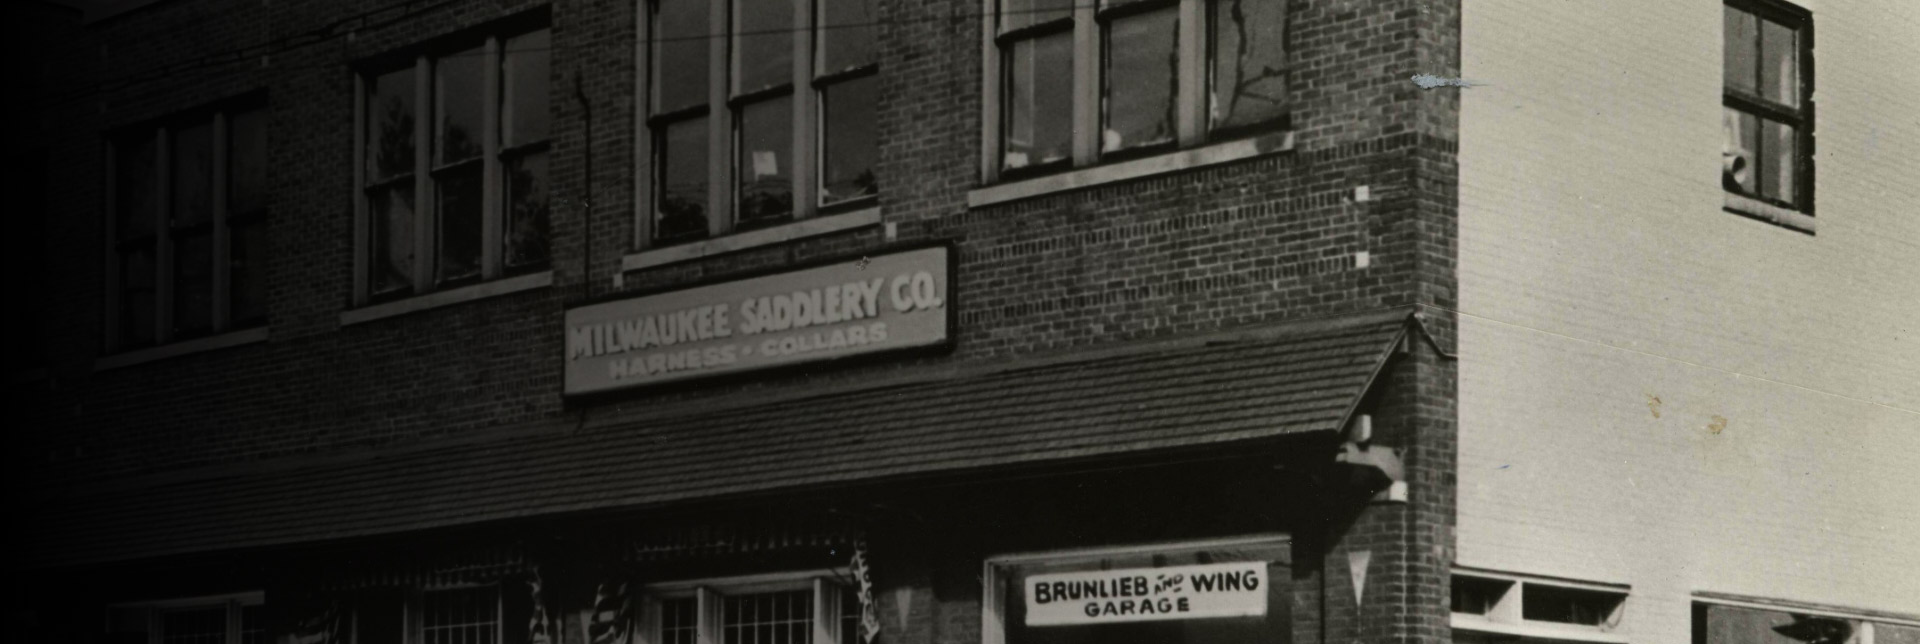 MILWAUKEE SADDLERY CO.
HARNESS • COLLARS
BRUNLIEB AND WING
GARAGE